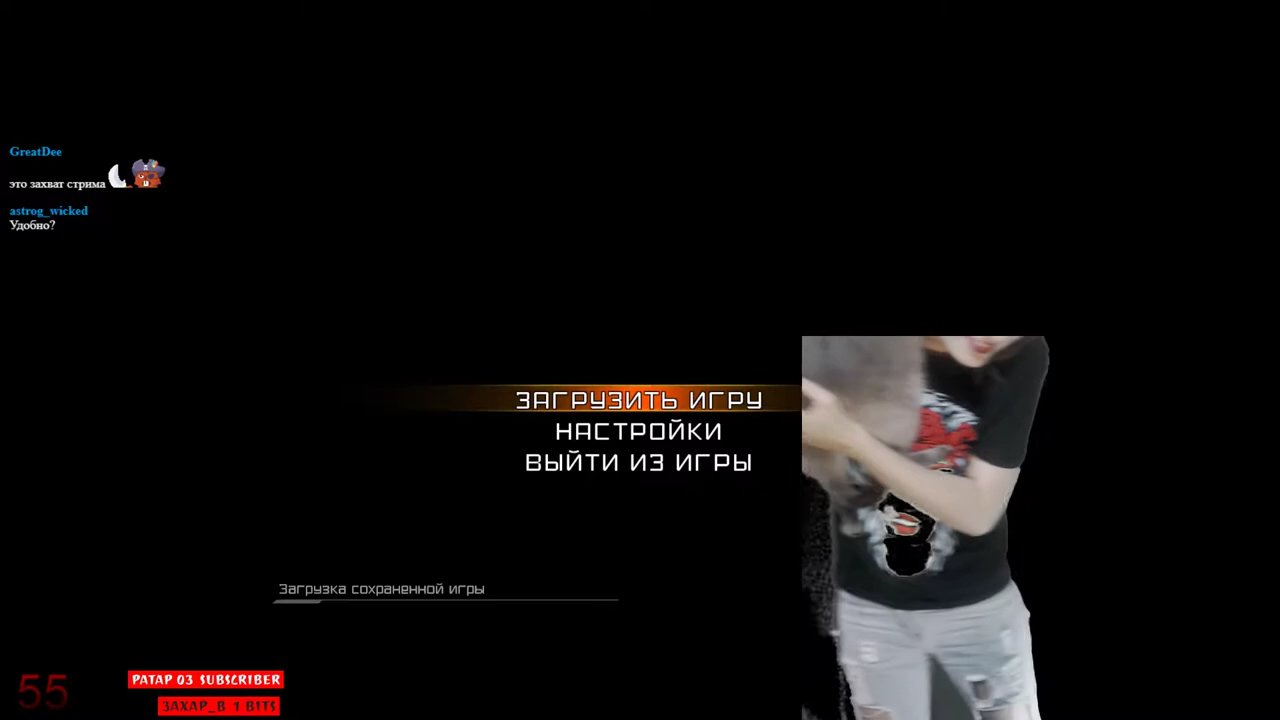 GreatDee
это захват стрима
astrog_wicked
Удобно?
ЗАГРУЗИТЬ ИГРУ
НАСТРОЙКИ
ВЫЙТИ ИЗ ИГРЫ
Загрузка сохраненной игры
55
PATAP 03 SUBSCRIBER
3AXAP_B 1 BITS